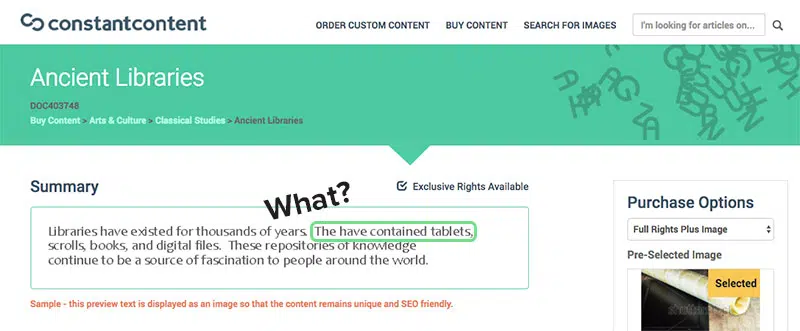 constantcontent
ORDER CUSTOM CONTENT BUY CONTENT SEARCH FOR IMAGES I'm looking for articles on...
Ancient Libraries
DOC403748
Buy Content > Arts & Culture > Classical Studies > Ancient Libraries
What?
Summary
Exclusive Rights Available
Purchase Options
Libraries have existed for thousands of years. The have contained tablets,
scrolls, books, and digital files. These repositories of knowledge
continue to be a source of fascination to people around the world.
Full Rights Plus Image
Pre-Selected Image
Selected
Sample - this preview text is displayed as an image so that the content remains unique and SEO friendly.